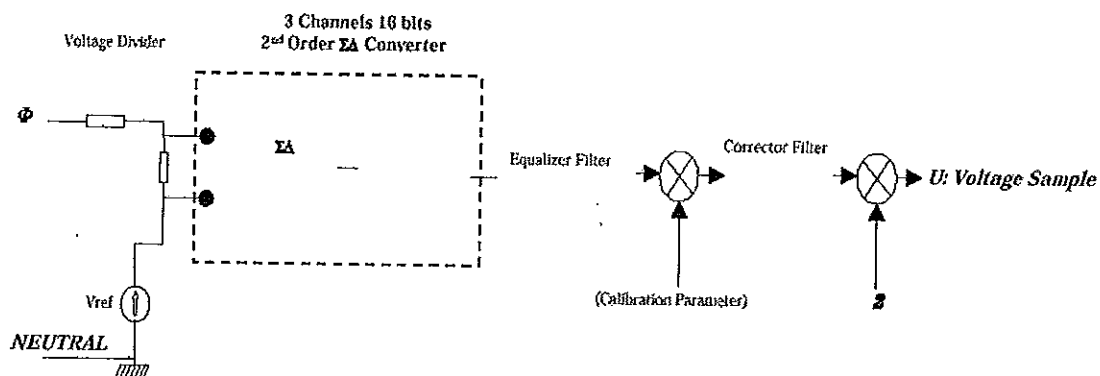 3 Channels 16 bits
2nd Order ΣΔ Converter
Voltage Divider
Φ
ΣΔ
Equalizer Filter
Corrector Filter
U: Voltage Sample
Vref
(Calibration Parameter)
2
NEUTRAL